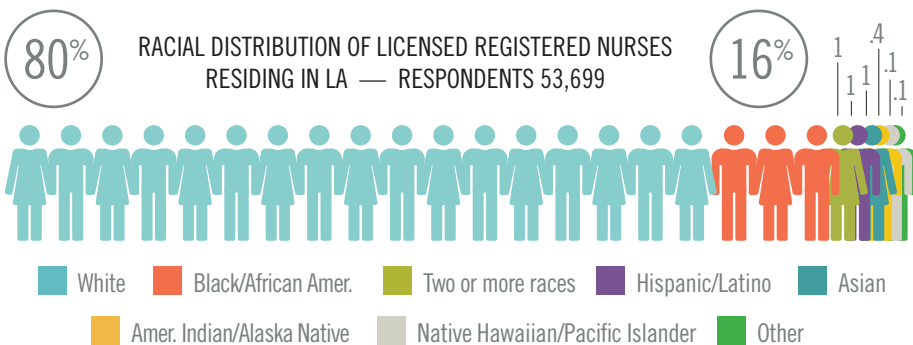 80%
RACIAL DISTRIBUTION OF LICENSED REGISTERED NURSES
RESIDING IN LA — RESPONDENTS 53,699
16%
1
1
1
.4
.1
.1
White
Black/African Amer.
Two or more races
Hispanic/Latino
Asian
Amer. Indian/Alaska Native
Native Hawaiian/Pacific Islander
Other